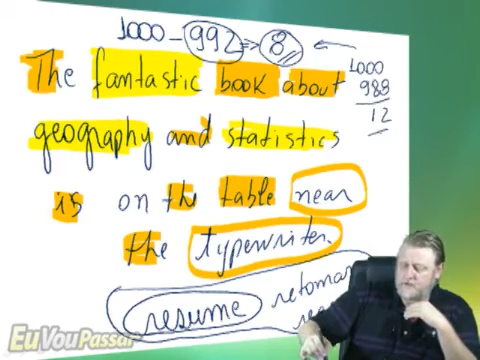 1000 - 992 = 8
The fantastic book about
1000
988
12
geography and statistics
is on the table near
the typewriter.
resume retomar
EuVouPassar